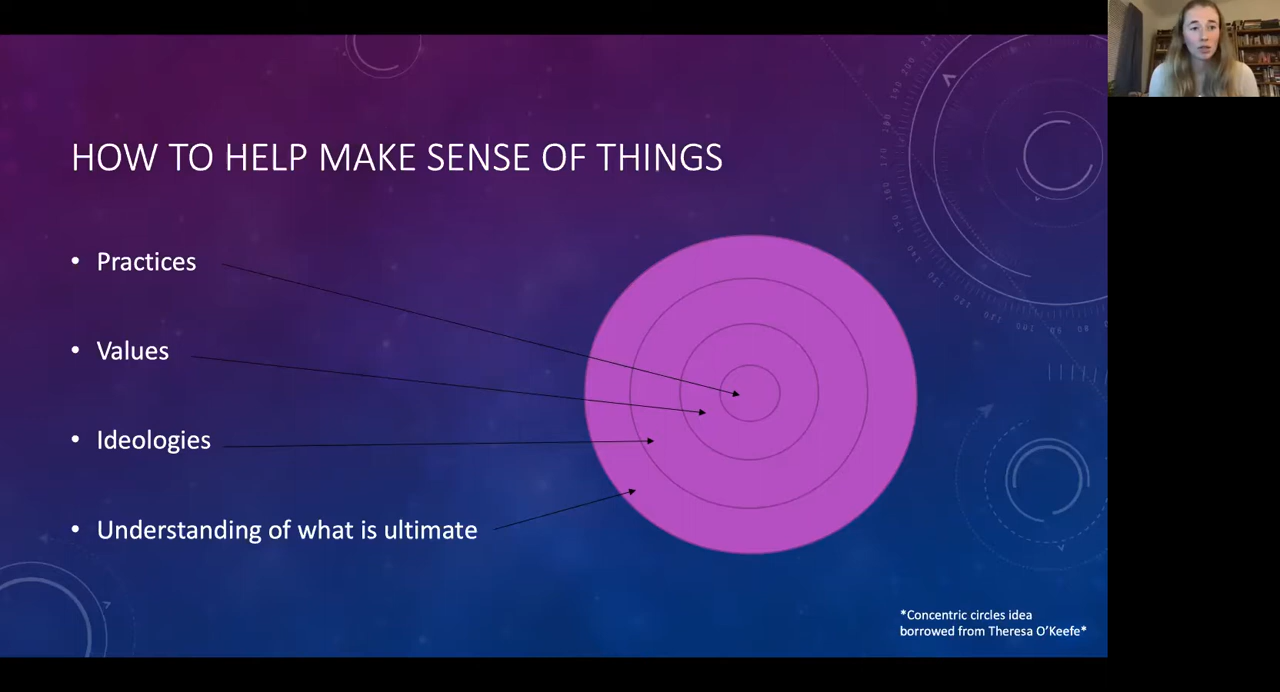 HOW TO HELP MAKE SENSE OF THINGS
• Practices
• Values
• Ideologies
• Understanding of what is ultimate
*Concentric circles idea
borrowed from Theresa O'Keefe*